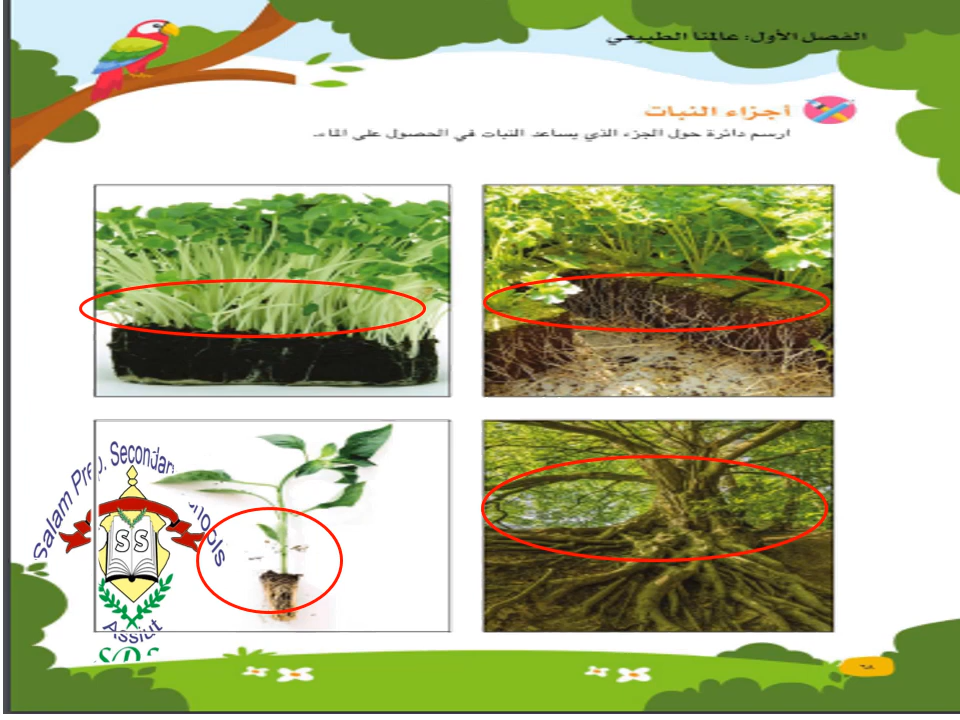 الفصل الأول: عالمنا الطبيعي
أجزاء النبات
ارسم دائرة حول الجزء الذي يساعد النبات في الحصول على الماء.
Salam Prep. Secondary Schools
SS
Assiut
٦٨